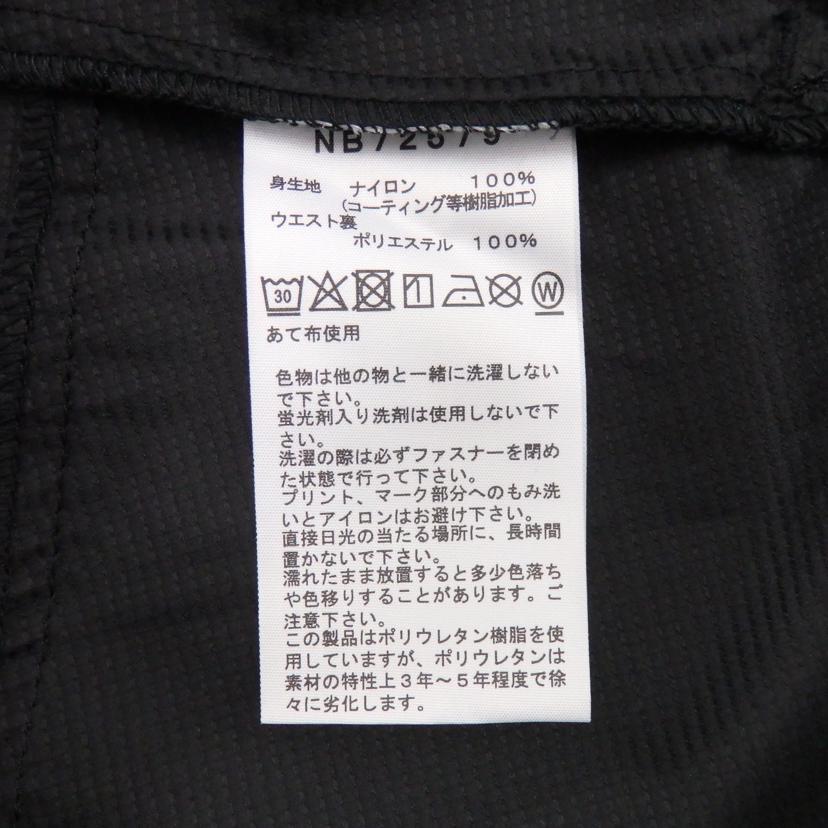 NB72579
身生地 ナイロン 100%
(コーティング等樹脂加工)
ウエスト裏
ポリエステル 100%
30 W
あて布使用
色物は他の物と一緒に洗濯しない
で下さい。
蛍光剤入り洗剤は使用しないで下
さい。
洗濯の際は必ずファスナーを閉め
た状態で行って下さい。
プリント、マーク部分へのもみ洗
いとアイロンはお避け下さい。
直接日光の当たる場所に、長時間
置かないで下さい。
濡れたまま放置すると多少色落ち
や色移りすることがあります。ご
注意下さい。
この製品はポリウレタン樹脂を使
用していますが、ポリウレタンは
素材の特性上3年～5年程度で徐
々に劣化します。